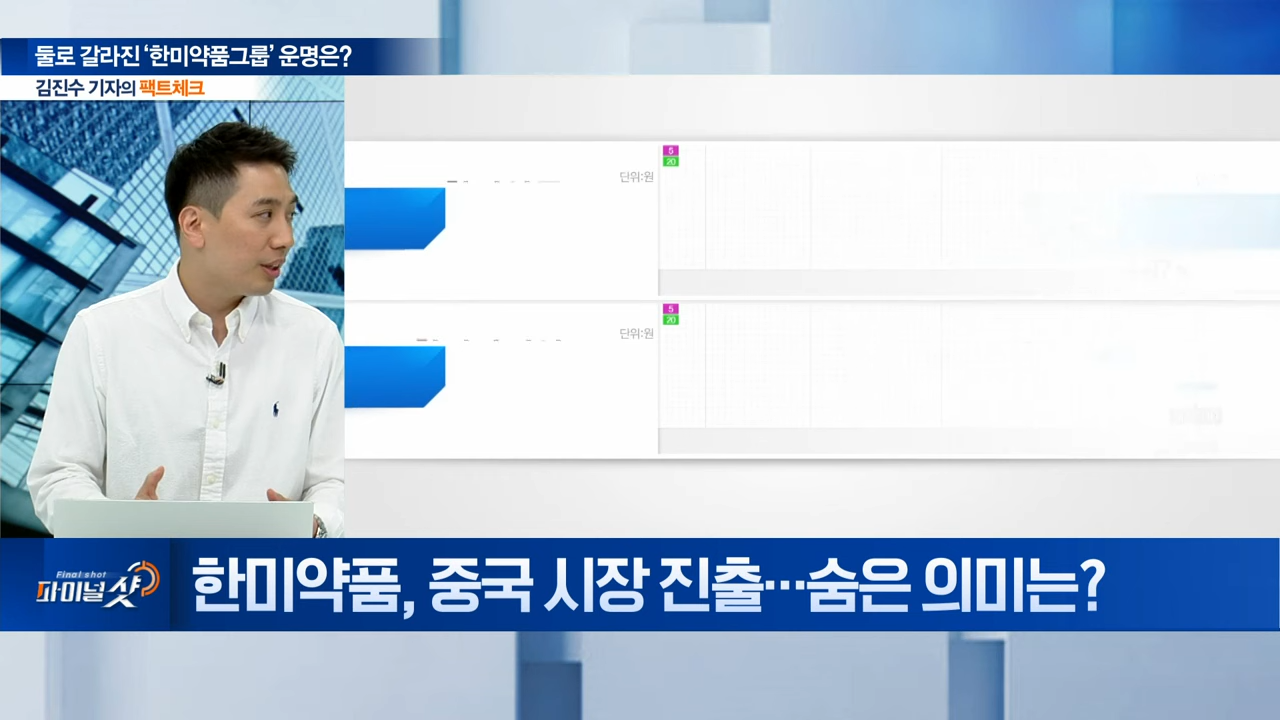 둘로 갈라진 '한미약품그룹' 운명은?
김진수 기자의 팩트체크
5
20
단위:원
5
20
단위:원
Final shot
파이널샷
한미약품, 중국 시장 진출…숨은 의미는?